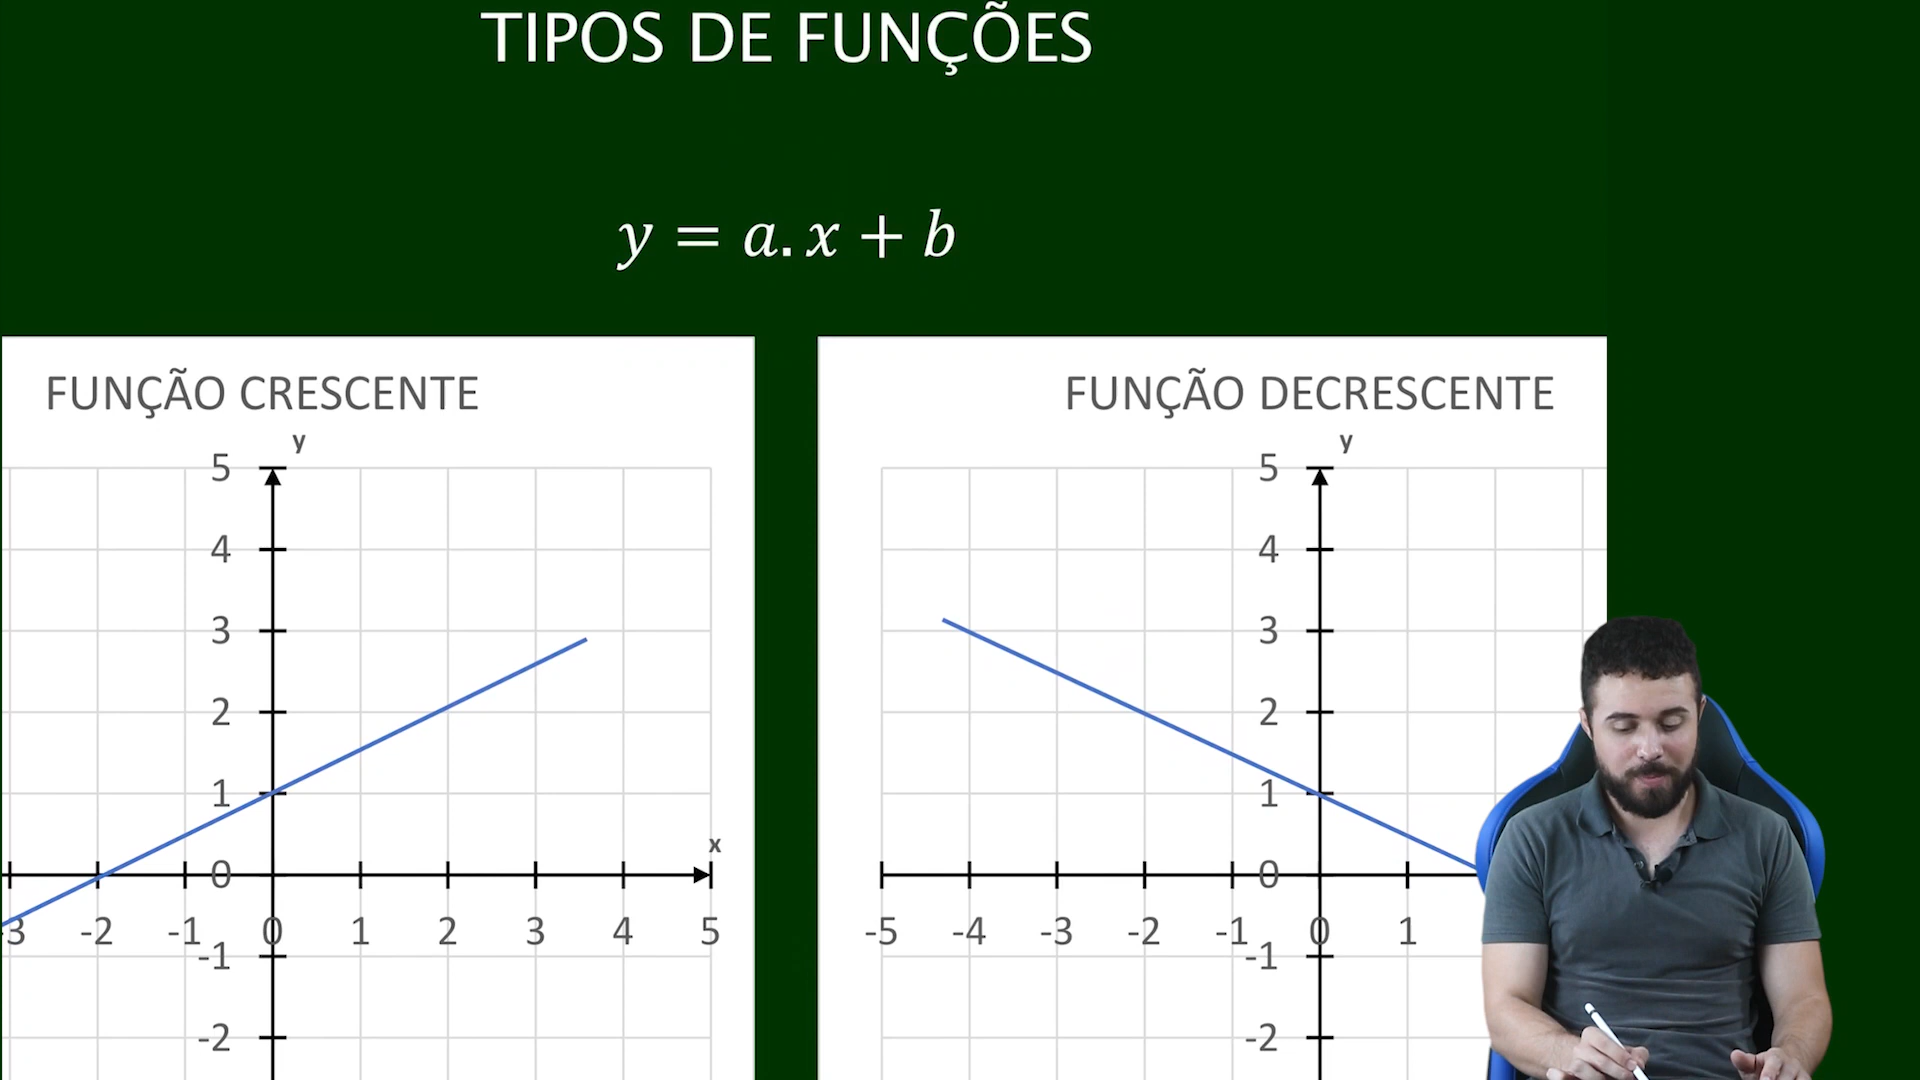 TIPOS DE FUNÇÕES
y = a. x + b
FUNÇÃO CRESCENTE
y
5
4
3
2
1
0
-1
-2
x
-3 -2 -1 0 1 2 3 4 5
FUNÇÃO DECRESCENTE
y
5
4
3
2
1
0
-1
-2
-5 -4 -3 -2 -1 0 1